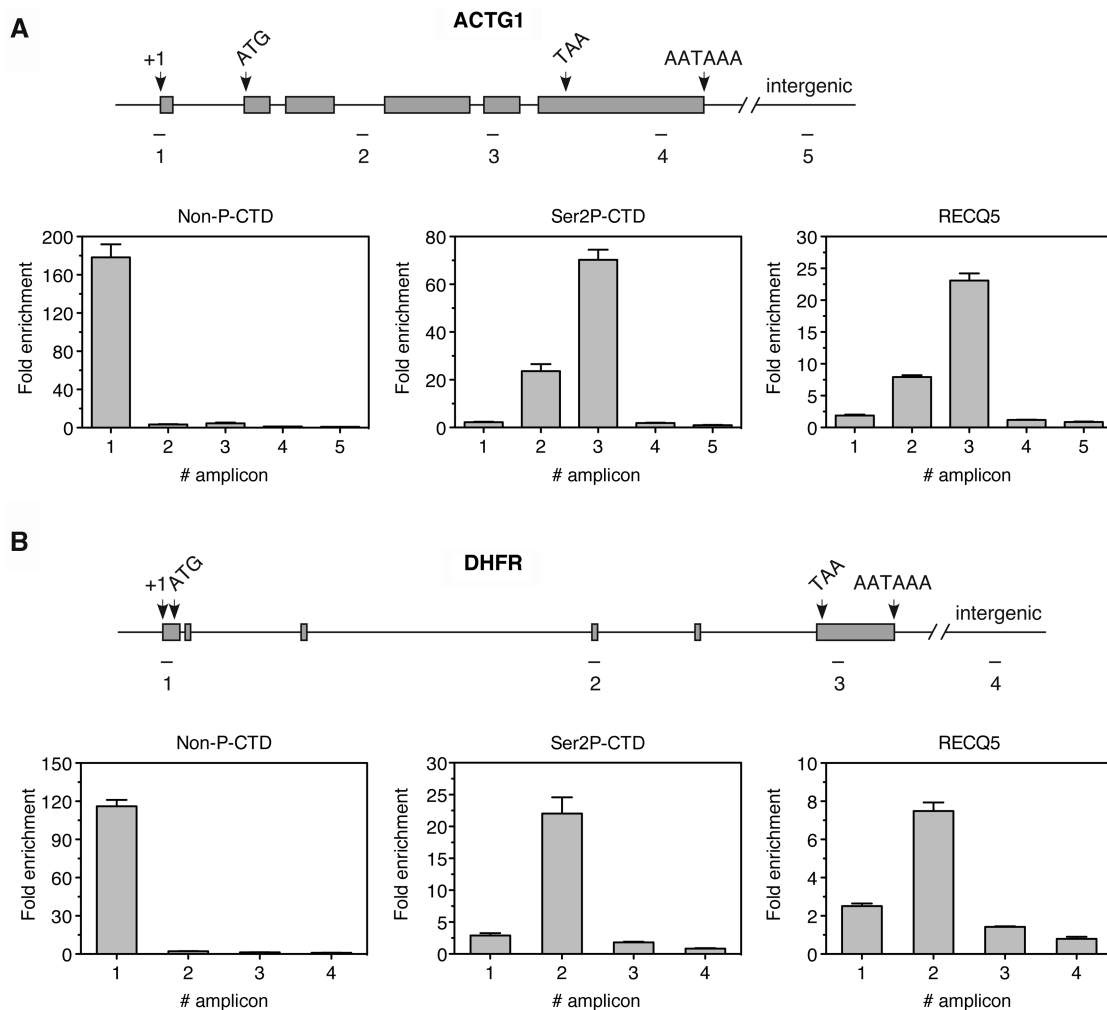 A
ACTG1
+1
ATG
TAA
AATAAA
intergenic
1 2 3 4 5
Non-P-CTD
Fold enrichment
200
160
120
80
40
0
1 2 3 4 5
# amplicon
Ser2P-CTD
Fold enrichment
80
60
40
20
0
1 2 3 4 5
# amplicon
RECQ5
Fold enrichment
30
25
20
15
10
5
0
1 2 3 4 5
# amplicon
B
DHFR
+1
ATG
TAA
AATAAA
intergenic
1 2 3 4
Non-P-CTD
Fold enrichment
150
120
90
60
30
0
1 2 3 4
# amplicon
Ser2P-CTD
Fold enrichment
30
25
20
15
10
5
0
1 2 3 4
# amplicon
RECQ5
Fold enrichment
10
8
6
4
2
0
1 2 3 4
# amplicon